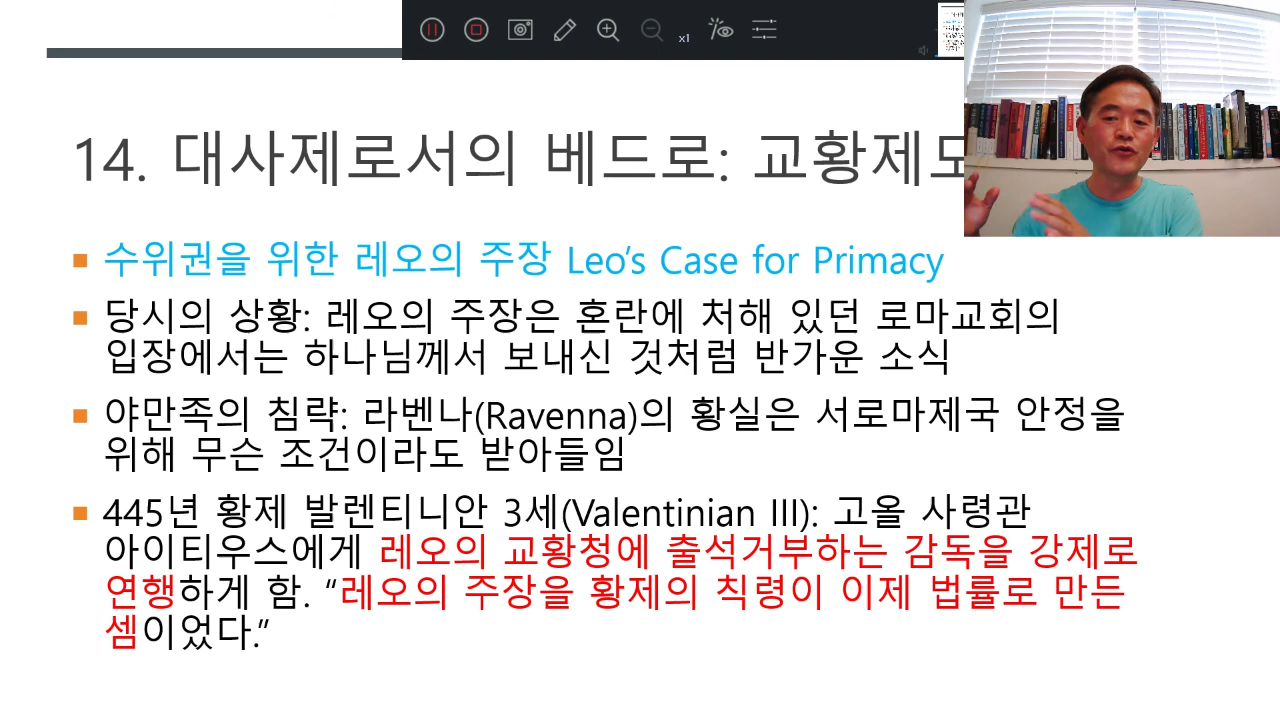 x1
14. 대사제로서의 베드로: 교황제도
수위권을 위한 레오의 주장 Leo's Case for Primacy
당시의 상황: 레오의 주장은 혼란에 처해 있던 로마교회의
입장에서는 하나님께서 보내신 것처럼 반가운 소식
야만족의 침략: 라벤나(Ravenna)의 황실은 서로마제국 안정을
위해 무슨 조건이라도 받아들임
445년 황제 발렌티니안 3세(Valentinian III): 고올 사령관
아이티우스에게 레오의 교황청에 출석거부하는 감독을 강제로
연행하게 함. “레오의 주장을 황제의 칙령이 이제 법률로 만든
셈이었다.”